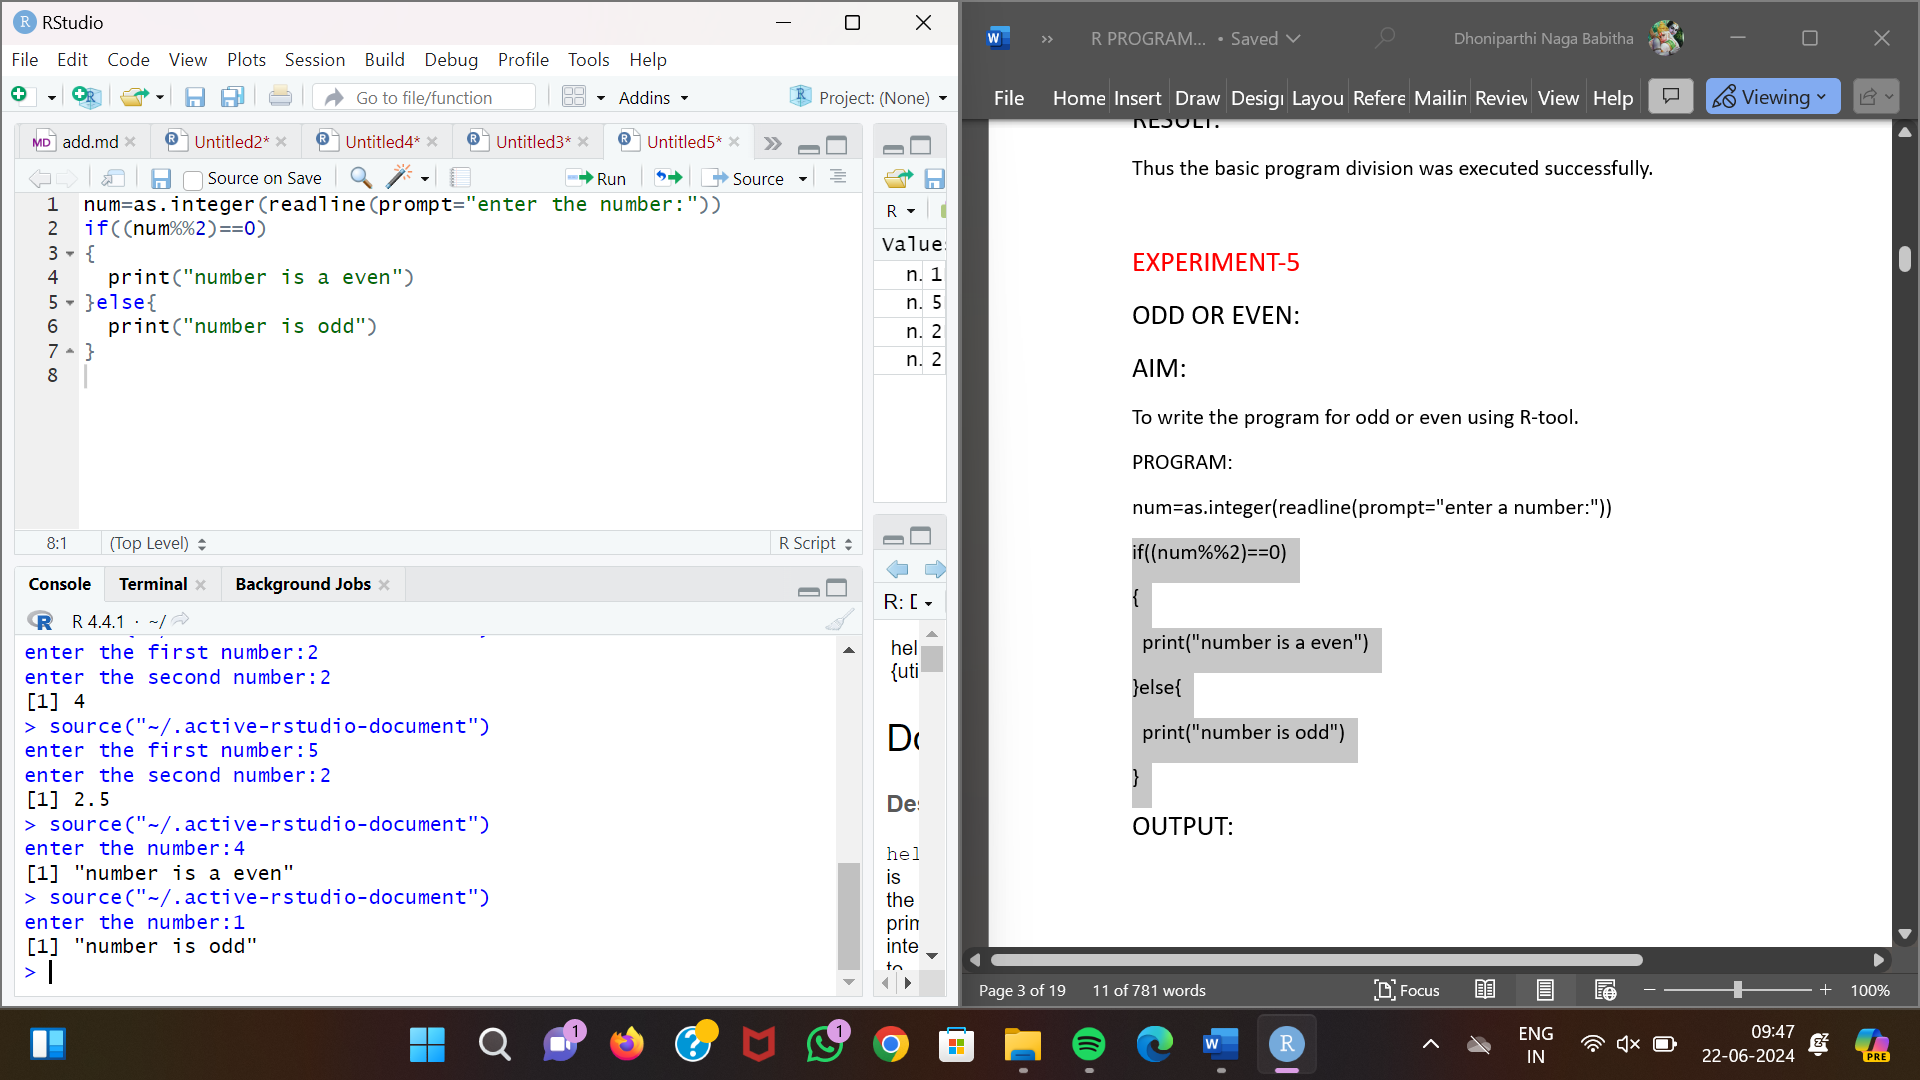 RStudio
File Edit Code View Plots Session Build Debug Profile Tools Help
Go to file/function
Addins
Project: (None)
add.md
Untitled2*
Untitled4*
Untitled3*
Untitled5*
Source on Save
Run
Source
1 num=as.integer(readline(prompt="enter the number:"))
2 if((num%%2)==0)
3 {
4 print("number is a even")
5 }else{
6 print("number is odd")
7 }
8
8:1 (Top Level) R Script
Console Terminal Background Jobs
R 4.4.1 · ~/
enter the first number:2
enter the second number:2
[1] 4
> source("~/.active-rstudio-document")
enter the first number:5
enter the second number:2
[1] 2.5
> source("~/.active-rstudio-document")
enter the number:4
[1] "number is a even"
> source("~/.active-rstudio-document")
enter the number:1
[1] "number is odd"
>
R
Values
n. 1
n. 5
n. 2
n. 2
R:
hel
{uti
Do
Des
hel
is
the
prim
inte
to
R PROGRAM... • Saved
Dhoniparthi Naga Babitha
File Home Insert Draw Design Layou Refere Mailin Review View Help
Viewing
RESULT:
Thus the basic program division was executed successfully.
EXPERIMENT-5
ODD OR EVEN:
AIM:
To write the program for odd or even using R-tool.
PROGRAM:
num=as.integer(readline(prompt="enter a number:"))
if((num%%2)==0)
{
print("number is a even")
}else{
print("number is odd")
}
OUTPUT:
Page 3 of 19 11 of 781 words
Focus
100%
1
1
ENG
IN
09:47
22-06-2024
PRE